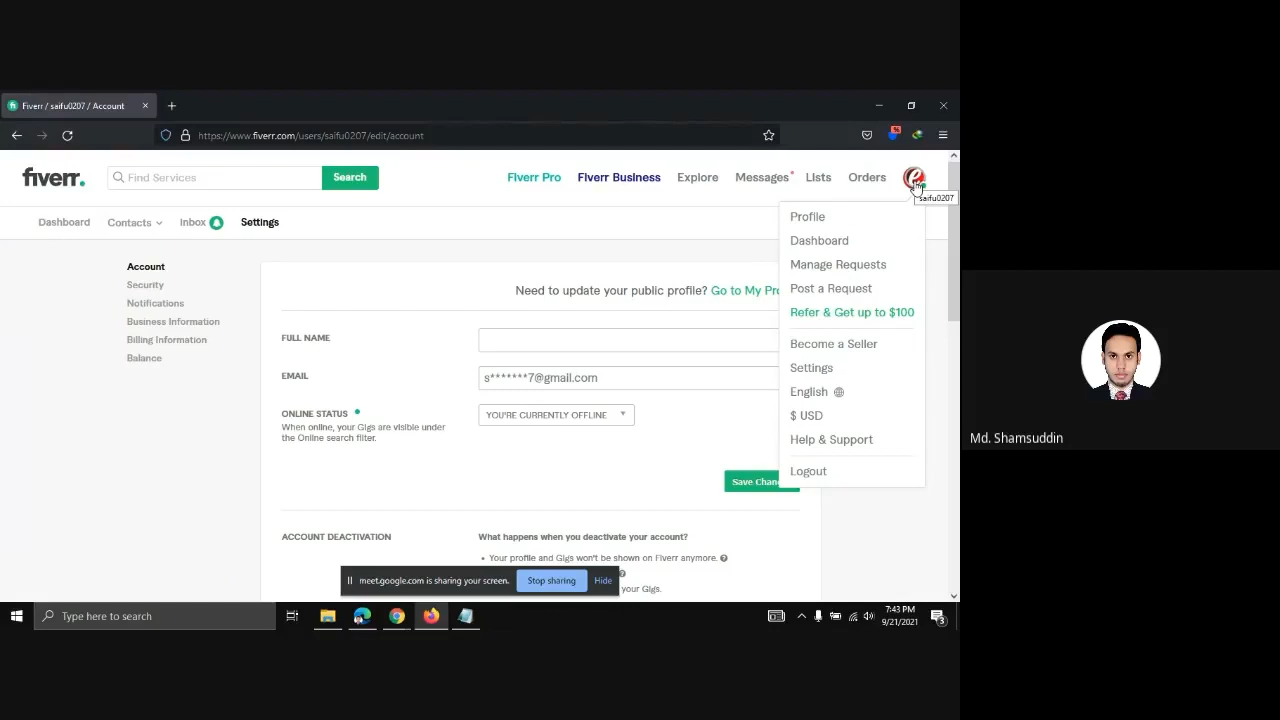 Fiverr / saifu0207 / Account
https://www.fiverr.com/users/saifu0207/edit/account
fiverr.
Find Services
Search
Fiverr Pro
Fiverr Business
Explore
Messages
Lists
Orders
saifu0207
Dashboard
Contacts
Inbox
Settings
Profile
Dashboard
Manage Requests
Post a Request
Refer & Get up to $100
Become a Seller
Settings
English
$ USD
Help & Support
Logout
Account
Security
Notifications
Business Information
Billing Information
Balance
Need to update your public profile? Go to My Pro
FULL NAME
EMAIL
s*******7@gmail.com
ONLINE STATUS
When online, your Gigs are visible under
the Online search filter.
YOU'RE CURRENTLY OFFLINE
Save Chan
ACCOUNT DEACTIVATION
What happens when you deactivate your account?
• Your profile and Gigs won't be shown on Fiverr anymore.
your Gigs.
meet.google.com is sharing your screen.
Stop sharing
Hide
Type here to search
7:43 PM
9/21/2021
3
Md. Shamsuddin